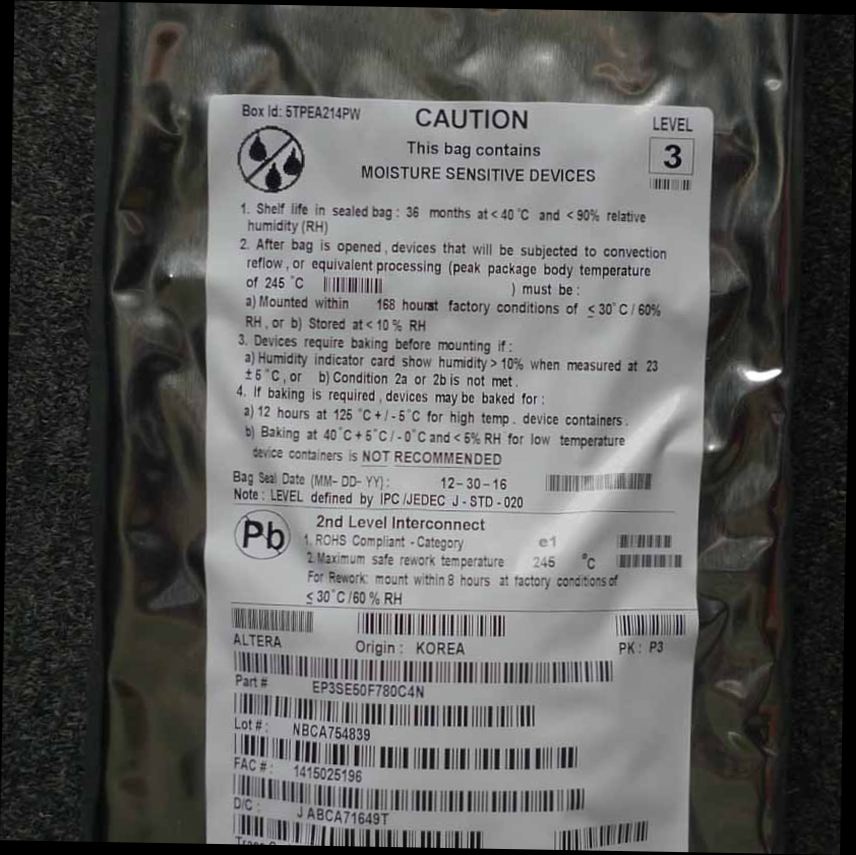 Box Id: 5TPEA214PW
CAUTION
LEVEL
3
This bag contains
MOISTURE SENSITIVE DEVICES
1. Shelf life in sealed bag : 36 months at < 40 °C and < 90% relative
humidity (RH)
2. After bag is opened , devices that will be subjected to convection
reflow , or equivalent processing (peak package body temperature
of 245 °C ) must be :
a) Mounted within 168 hours at factory conditions of ≤ 30° C / 60%
RH , or b) Stored at < 10 % RH
3. Devices require baking before mounting if :
a) Humidity indicator card show humidity > 10% when measured at 23
± 5 °C , or b) Condition 2a or 2b is not met .
4. If baking is required , devices may be baked for :
a) 12 hours at 125 °C + / - 5°C for high temp . device containers .
b) Baking at 40°C + 5°C / - 0°C and < 5% RH for low temperature
device containers is NOT RECOMMENDED
Bag Seal Date (MM- DD- YY) : 12-30-16
Note : LEVEL defined by IPC /JEDEC J - STD - 020
Pb
2nd Level Interconnect
1. ROHS Compliant - Category e1
2. Maximum safe rework temperature 245 °C
For Rework: mount within 8 hours at factory conditions of
≤ 30°C /60 % RH
ALTERA
Origin : KOREA
PK : P3
Part # EP3SE50F780C4N
Lot # : NBCA754839
FAC # : 1415025196
D/C : JABCA71649T